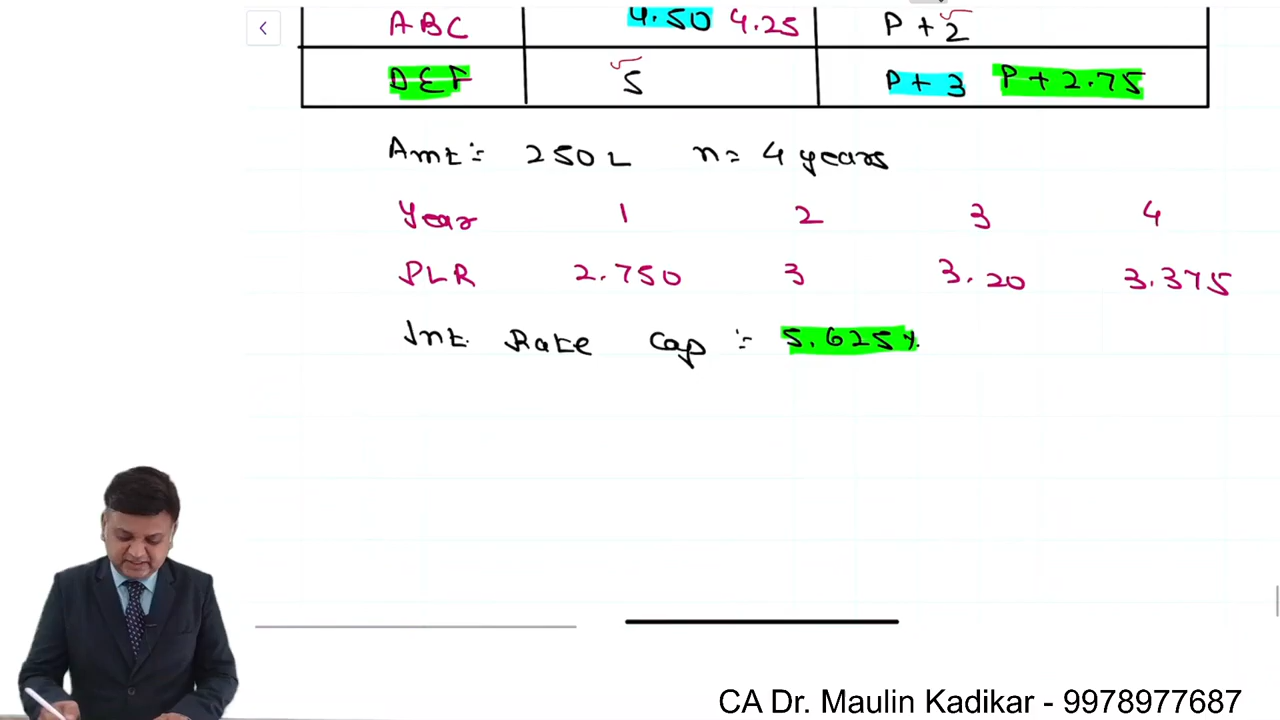 ABC 4.50 4.25 P + 2
DEF 5 P + 3 P + 2.75
Amt :- 250 L n = 4 years
Year 1 2 3 4
PLR 2.750 3 3.20 3.375
Int. Rate Cap :- 5.625%
CA Dr. Maulin Kadikar - 9978977687